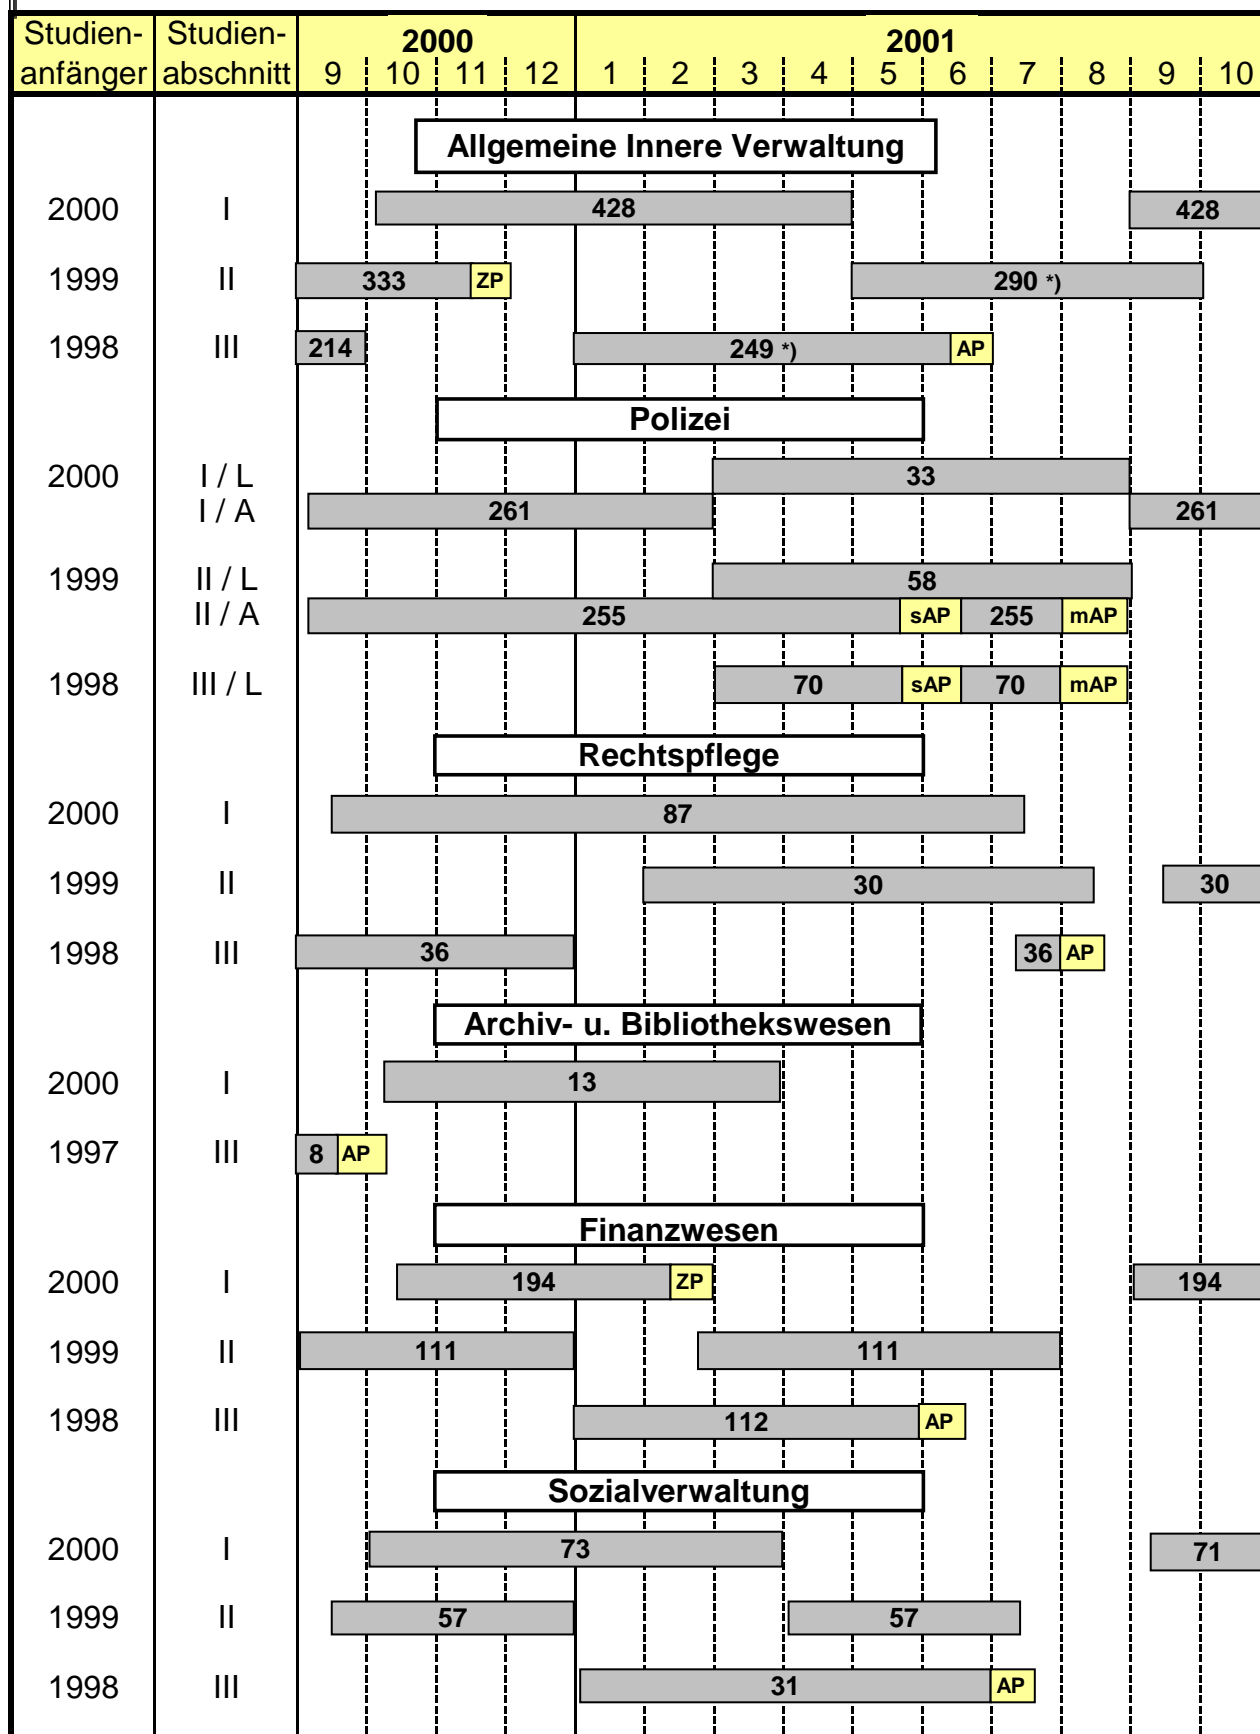 Studien- Studien- 2000 2001
anfänger abschnitt 9 10 11 12 1 2 3 4 5 6 7 8 9 10
Allgemeine Innere Verwaltung
2000 I 428 428
1999 II 333 ZP 290 *)
1998 III 214 249 *) AP
Polizei
2000 I / L 33
I / A 261 261
1999 II / L 58
II / A 255 sAP 255 mAP
1998 III / L 70 sAP 70 mAP
Rechtspflege
2000 I 87
1999 II 30 30
1998 III 36 36 AP
Archiv- u. Bibliothekswesen
2000 I 13
1997 III 8 AP
Finanzwesen
2000 I 194 ZP 194
1999 II 111 111
1998 III 112 AP
Sozialverwaltung
2000 I 73 71
1999 II 57 57
1998 III 31 AP